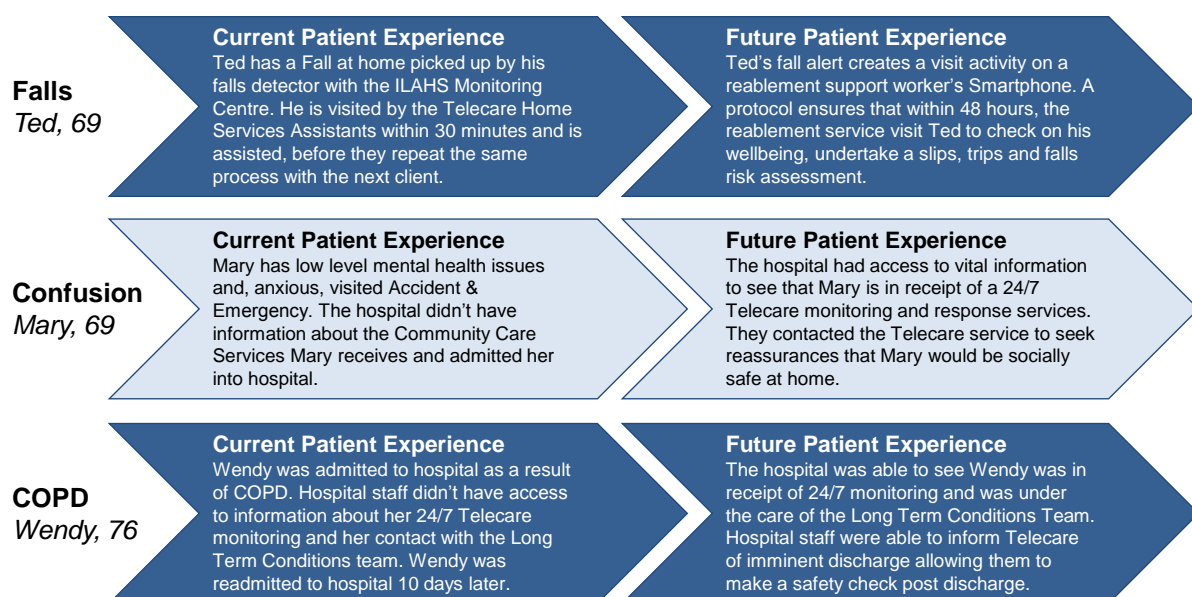 Falls
Ted, 69
Current Patient Experience
Ted has a Fall at home picked up by his
falls detector with the ILAHS Monitoring
Centre. He is visited by the Telecare Home
Services Assistants within 30 minutes and is
assisted, before they repeat the same
process with the next client.
Future Patient Experience
Ted's fall alert creates a visit activity on a
reablement support worker's Smartphone. A
protocol ensures that within 48 hours, the
reablement service visit Ted to check on his
wellbeing, undertake a slips, trips and falls
risk assessment.
Confusion
Mary, 69
Current Patient Experience
Mary has low level mental health issues
and, anxious, visited Accident &
Emergency. The hospital didn't have
information about the Community Care
Services Mary receives and admitted her
into hospital.
Future Patient Experience
The hospital had access to vital information
to see that Mary is in receipt of a 24/7
Telecare monitoring and response services.
They contacted the Telecare service to seek
reassurances that Mary would be socially
safe at home.
COPD
Wendy, 76
Current Patient Experience
Wendy was admitted to hospital as a result
of COPD. Hospital staff didn't have access
to information about her 24/7 Telecare
monitoring and her contact with the Long
Term Conditions team. Wendy was
readmitted to hospital 10 days later.
Future Patient Experience
The hospital was able to see Wendy was in
receipt of 24/7 monitoring and was under
the care of the Long Term Conditions Team.
Hospital staff were able to inform Telecare
of imminent discharge allowing them to
make a safety check post discharge.